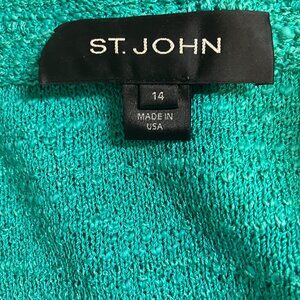 ST. JOHN
14
MADE IN
USA